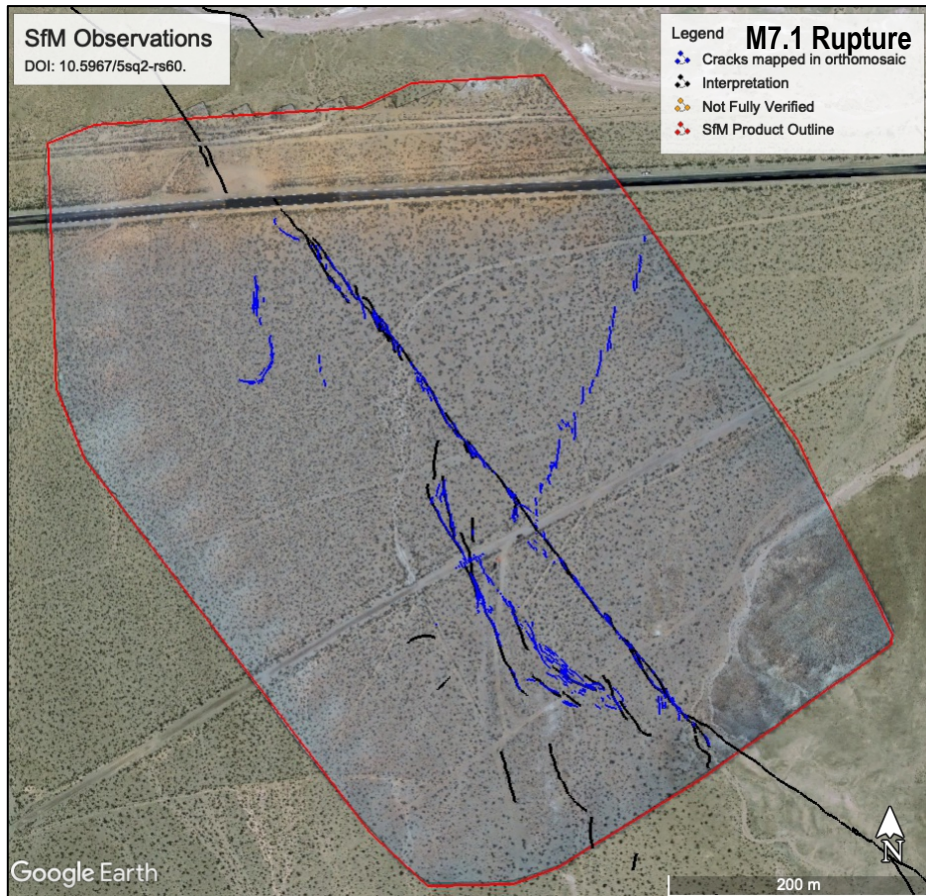 SfM Observations
DOI: 10.5967/5sq2-rs60.
Legend
M7.1 Rupture
Cracks mapped in orthomosaic
Interpretation
Not Fully Verified
SfM Product Outline
N
Google Earth
200 m